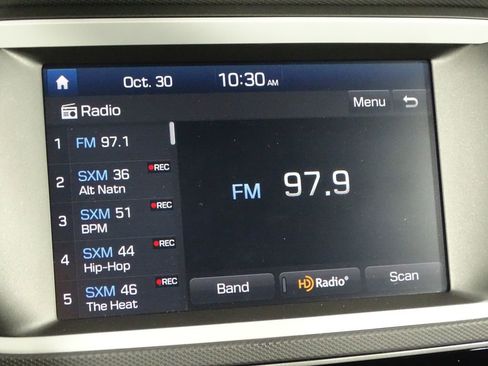 Oct. 30 10:30 AM
Radio Menu
1 FM 97.1
2 SXM 36 REC
Alt Natn
3 SXM 51 REC
BPM
4 SXM 44 REC
Hip-Hop
5 SXM 46 REC
The Heat
FM 97.9
Band HD Radio® Scan